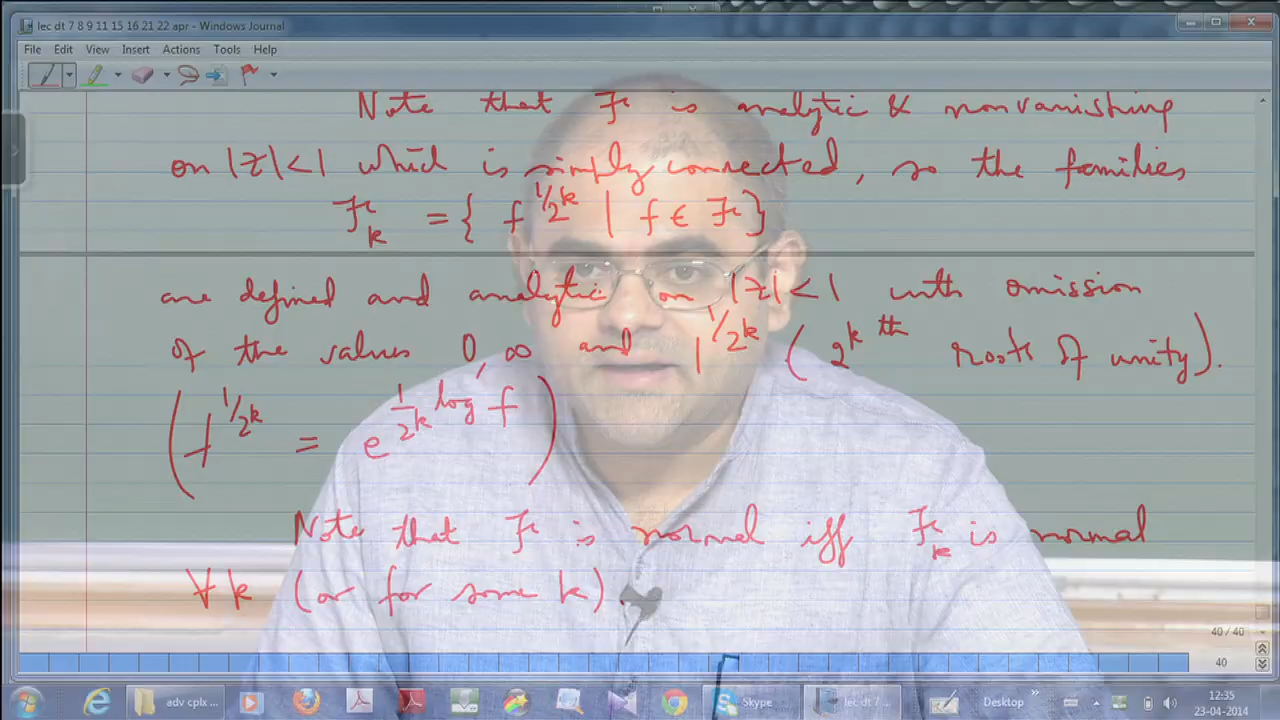 lec dt 7 8 9 11 15 16 21 22 apr - Windows Journal
File Edit View Insert Actions Tools Help
Note that ℱ is analytic & nonvanishing
on |z|<1 which is simply connected, so the families
ℱ_k = { f^{1/2^k} | f ∈ ℱ }
are defined and analytic on |z|<1 with omission
of the values 0, ∞ and 1^{1/2^k} (2^k th roots of unity).
( f^{1/2^k} = e^{1/2^k log f} )
Note that ℱ is normal iff ℱ_k is normal
∀ k (or for some k).
40 / 40
40
adv cplx ... Skype lec dt 7 ... Desktop 12:35
23-04-2014